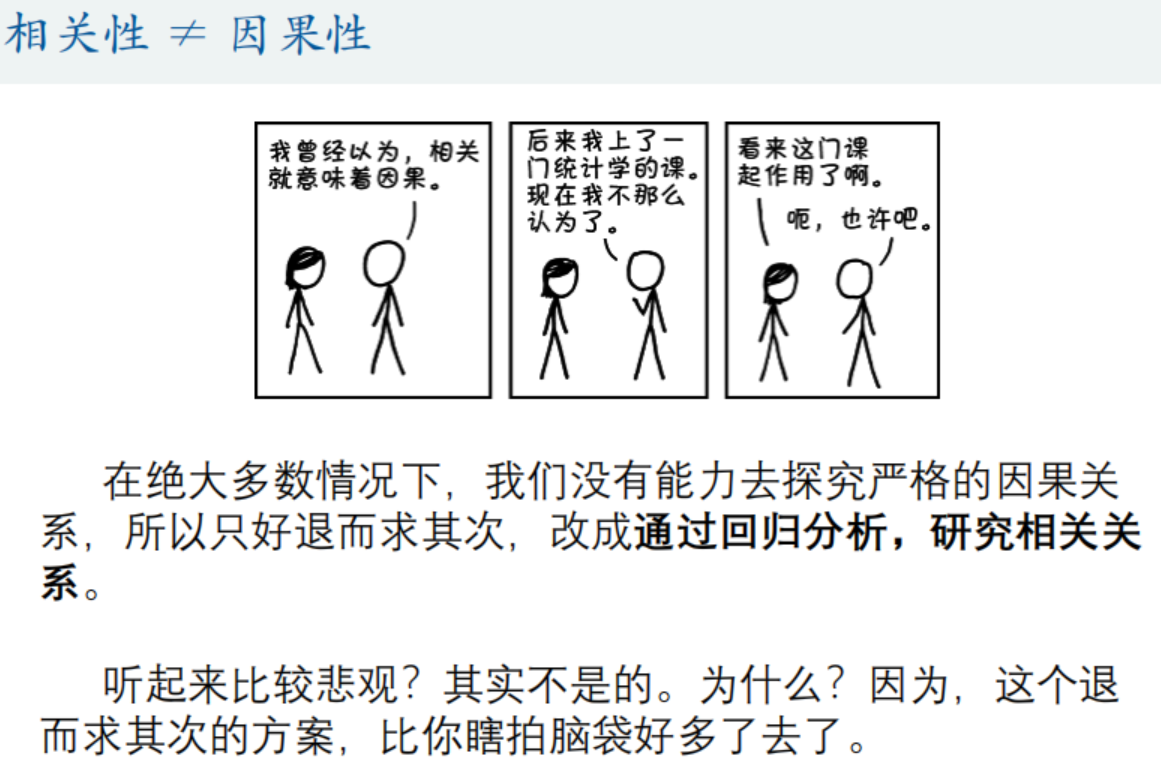 相关性 ≠ 因果性
我曾经以为，相关
就意味着因果。
后来我上了一
门统计学的课。
现在我不那么
认为了。
看来这门课
起作用了啊。
呃，也许吧。
在绝大多数情况下，我们没有能力去探究严格的因果关
系，所以只好退而求其次，改成通过回归分析，研究相关关
系。
听起来比较悲观？其实不是的。为什么？因为，这个退
而求其次的方案，比你瞎拍脑袋好多了去了。